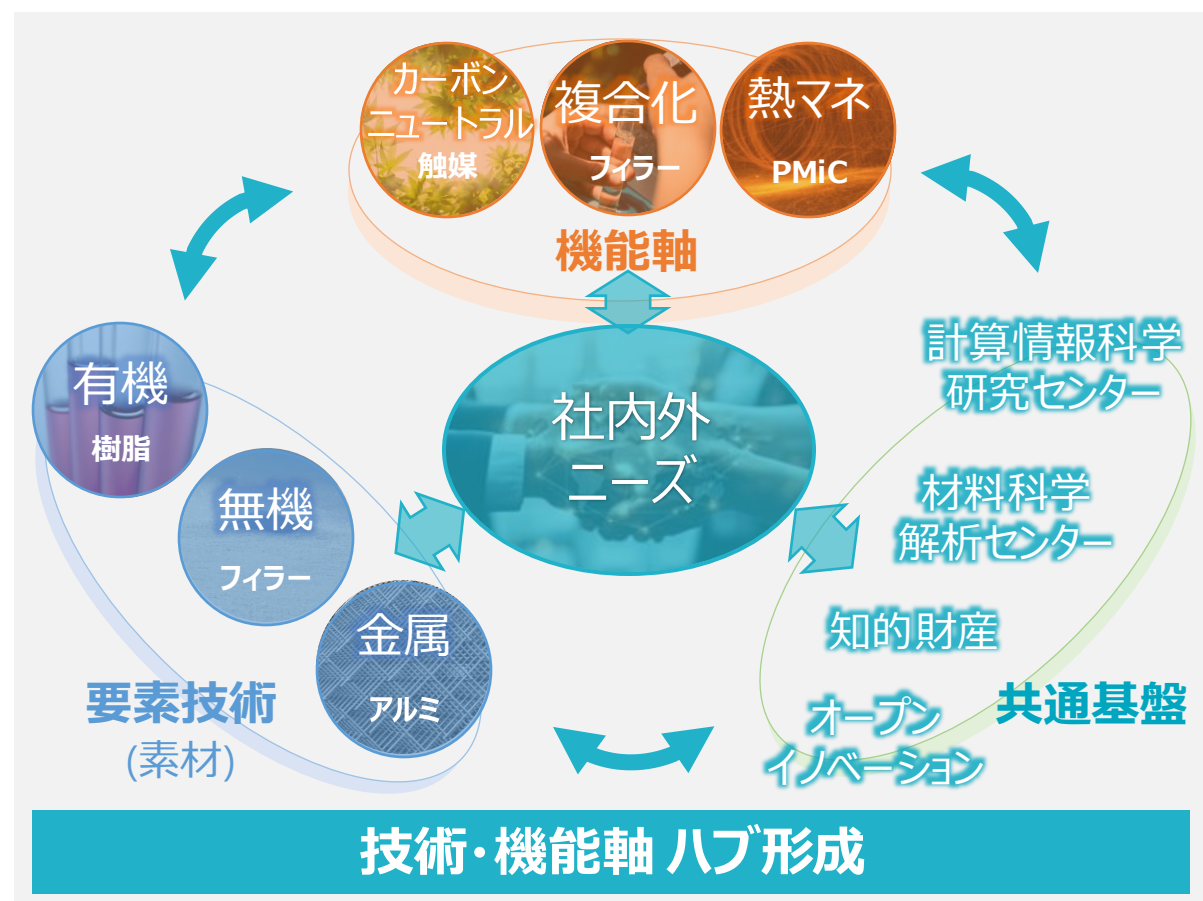 カーボン
ニュートラル
触媒
複合化
フィラー
熱マネ
PMiC
機能軸
有機
樹脂
無機
フィラー
金属
アルミ
要素技術
(素材)
社内外
ニーズ
計算情報科学
研究センター
材料科学
解析センター
知的財産
オープン
イノベーション
共通基盤
技術・機能軸 ハブ形成